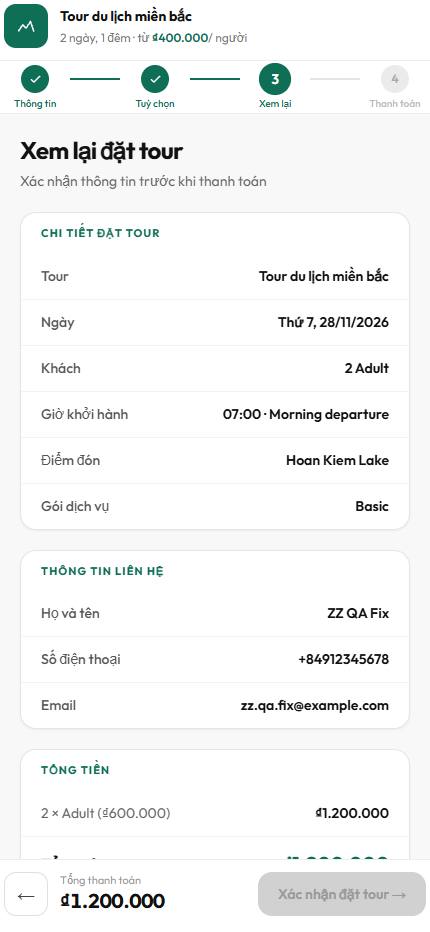 Tour du lịch miền bắc
2 ngày, 1 đêm · từ ₫400.000/ người
3
4
Thông tin
Tuỳ chọn
Xem lại
Thanh toán
Xem lại đặt tour
Xác nhận thông tin trước khi thanh toán
CHI TIẾT ĐẶT TOUR
Tour Tour du lịch miền bắc
Ngày Thứ 7, 28/11/2026
Khách 2 Adult
Giờ khởi hành 07:00 · Morning departure
Điểm đón Hoan Kiem Lake
Gói dịch vụ Basic
THÔNG TIN LIÊN HỆ
Họ và tên ZZ QA Fix
Số điện thoại +84912345678
Email zz.qa.fix@example.com
TỔNG TIỀN
2 × Adult (₫600.000) ₫1.200.000
Tổng thanh toán
₫1.200.000
← Xác nhận đặt tour →